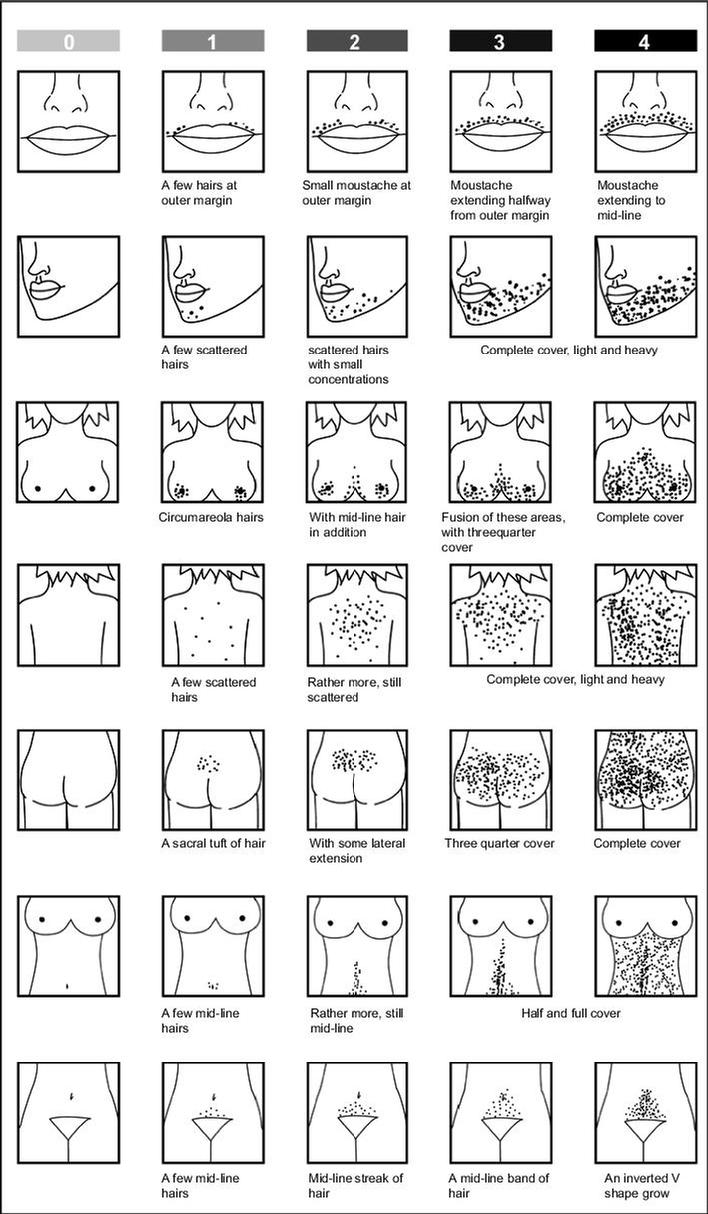 0 1 2 3 4
A few hairs at
outer margin
Small moustache at
outer margin
Moustache
extending halfway
from outer margin
Moustache
extending to
mid-line
A few scattered
hairs
scattered hairs
with small
concentrations
Complete cover, light and heavy
Circumareola hairs
With mid-line hair
in addition
Fusion of these areas,
with threequarter
cover
Complete cover
A few scattered
hairs
Rather more, still
scattered
Complete cover, light and heavy
A sacral tuft of hair
With some lateral
extension
Three quarter cover
Complete cover
A few mid-line
hairs
Rather more, still
mid-line
Half and full cover
A few mid-line
hairs
Mid-line streak of
hair
A mid-line band of
hair
An inverted V
shape grow